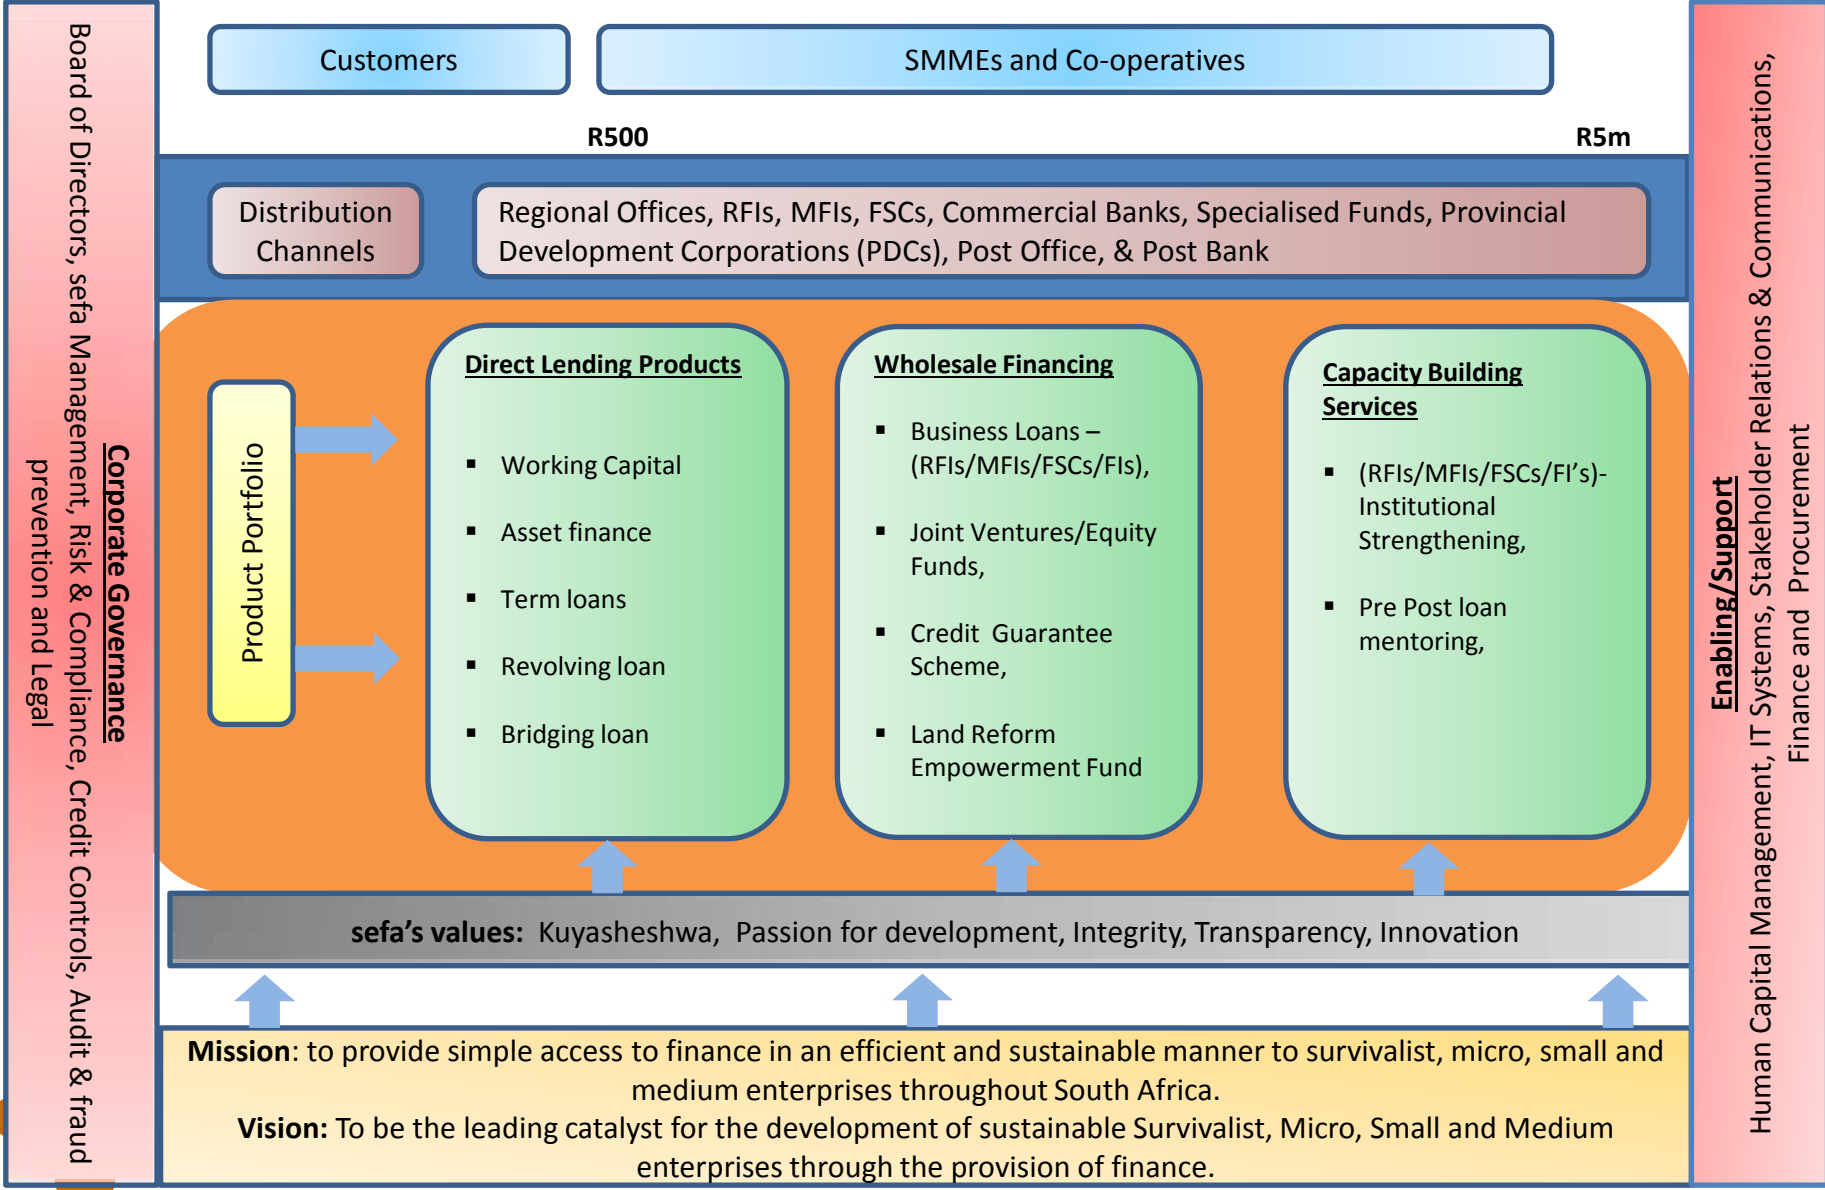 Customers
SMMEs and Co-operatives
R500
R5m
Distribution
Channels
Regional Offices, RFIs, MFIs, FSCs, Commercial Banks, Specialised Funds, Provincial
Development Corporations (PDCs), Post Office, & Post Bank
Corporate Governance
Board of Directors, sefa Management, Risk & Compliance, Credit Controls, Audit & fraud
prevention and Legal
Product Portfolio
Direct Lending Products
▪ Working Capital
▪ Asset finance
▪ Term loans
▪ Revolving loan
▪ Bridging loan
Wholesale Financing
▪ Business Loans –
(RFIs/MFIs/FSCs/FIs),
▪ Joint Ventures/Equity
Funds,
▪ Credit Guarantee
Scheme,
▪ Land Reform
Empowerment Fund
Capacity Building
Services
▪ (RFIs/MFIs/FSCs/FI's)-
Institutional
Strengthening,
▪ Pre Post loan
mentoring,
Enabling/Support
Human Capital Management, IT Systems, Stakeholder Relations & Communications,
Finance and Procurement
sefa's values: Kuyasheshwa, Passion for development, Integrity, Transparency, Innovation
Mission: to provide simple access to finance in an efficient and sustainable manner to survivalist, micro, small and
medium enterprises throughout South Africa.
Vision: To be the leading catalyst for the development of sustainable Survivalist, Micro, Small and Medium
enterprises through the provision of finance.